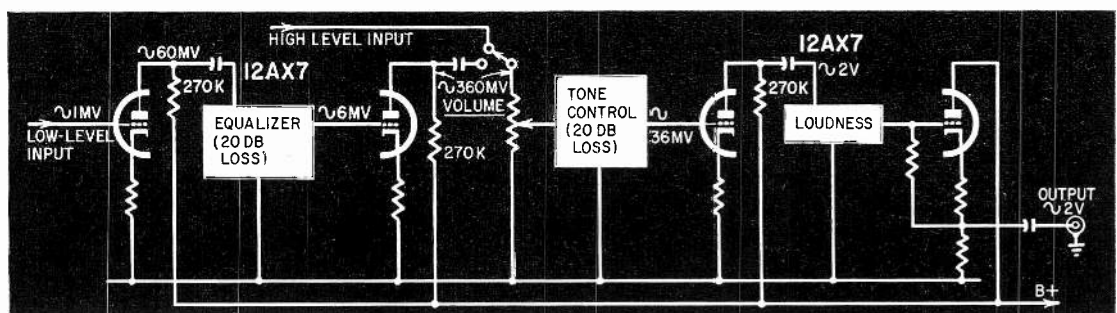 HIGH LEVEL INPUT
∿60MV
12AX7
270K
∿1MV
LOW-LEVEL
INPUT
EQUALIZER
(20 DB
LOSS)
∿6MV
∿360MV
VOLUME
270K
TONE
CONTROL
(20 DB
LOSS)
∿
36MV
270K
12AX7
∿2V
LOUDNESS
OUTPUT
∿2V
B+